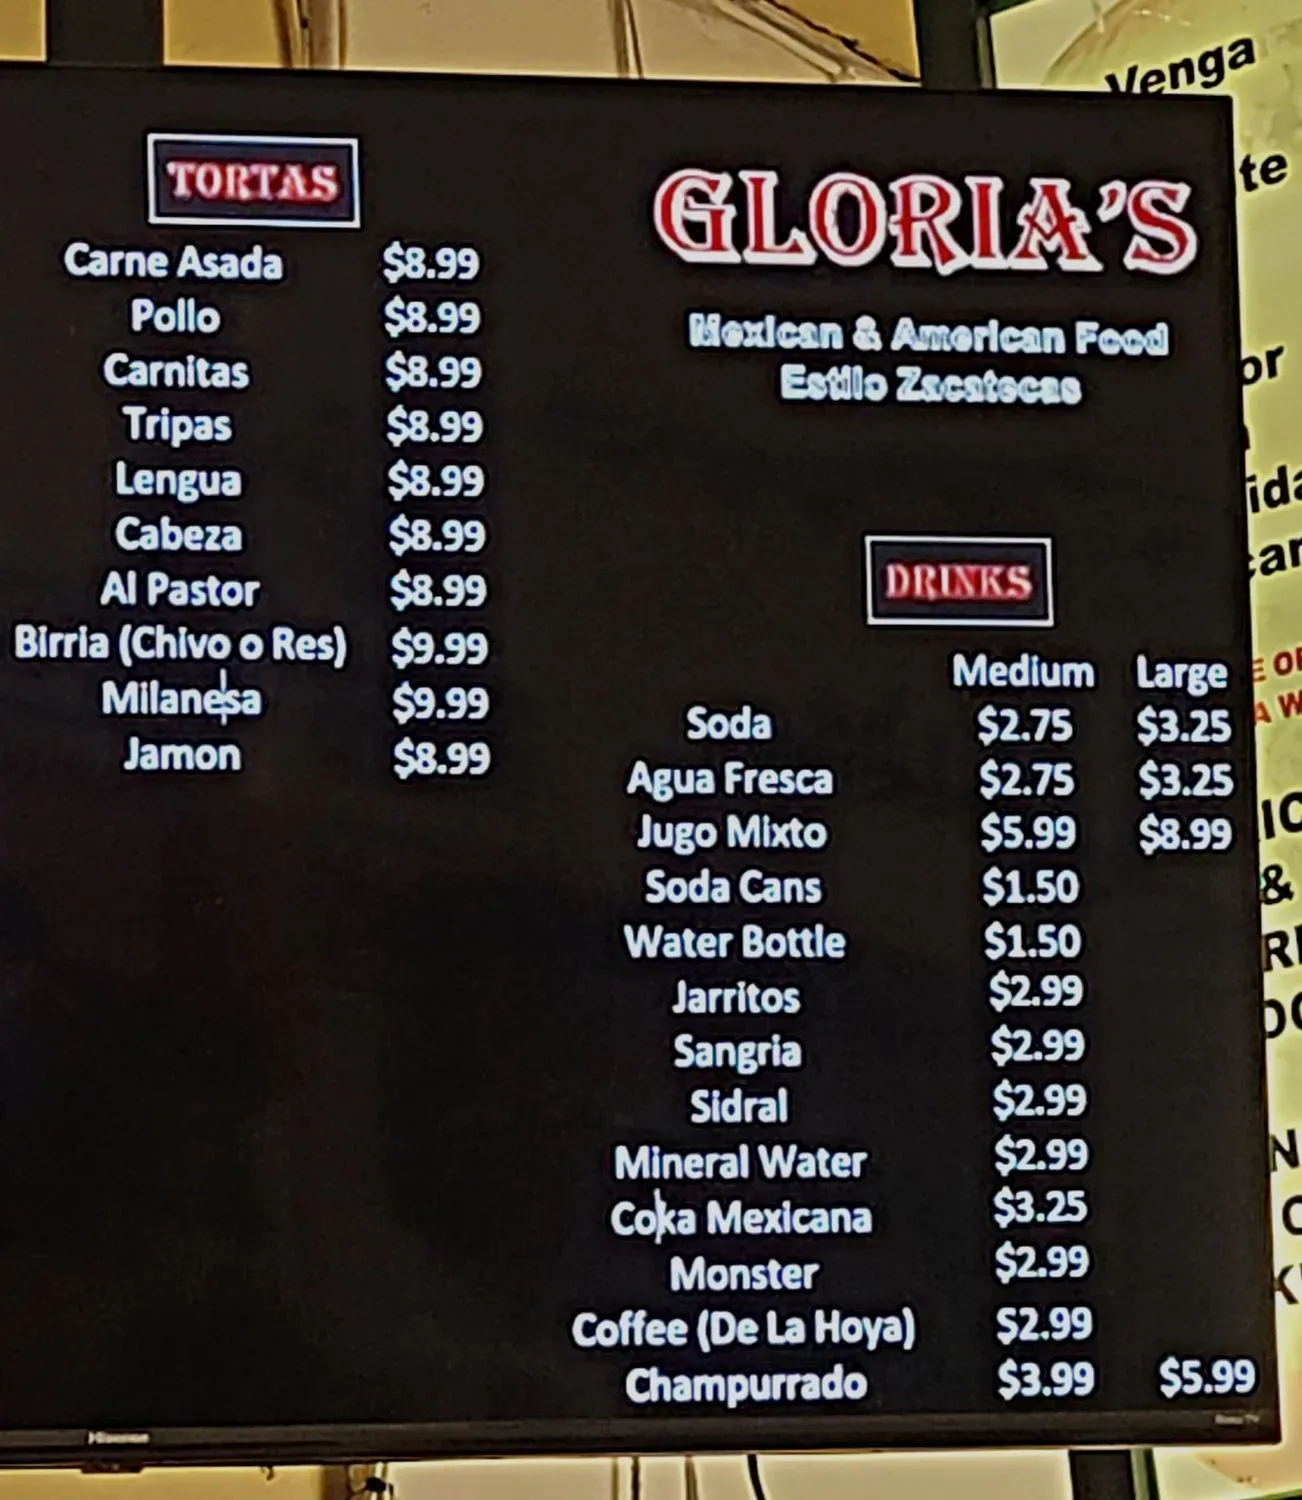 TORTAS
Carne Asada $8.99
Pollo $8.99
Carnitas $8.99
Tripas $8.99
Lengua $8.99
Cabeza $8.99
Al Pastor $8.99
Birria (Chivo o Res) $9.99
Milanesa $9.99
Jamon $8.99
GLORIA'S
Mexican & American Food
Estilo Zacatecas
DRINKS
Medium Large
Soda $2.75 $3.25
Agua Fresca $2.75 $3.25
Jugo Mixto $5.99 $8.99
Soda Cans $1.50
Water Bottle $1.50
Jarritos $2.99
Sangria $2.99
Sidral $2.99
Mineral Water $2.99
Coka Mexicana $3.25
Monster $2.99
Coffee (De La Hoya) $2.99
Champurrado $3.99 $5.99
Hisense
Roku TV
Venga